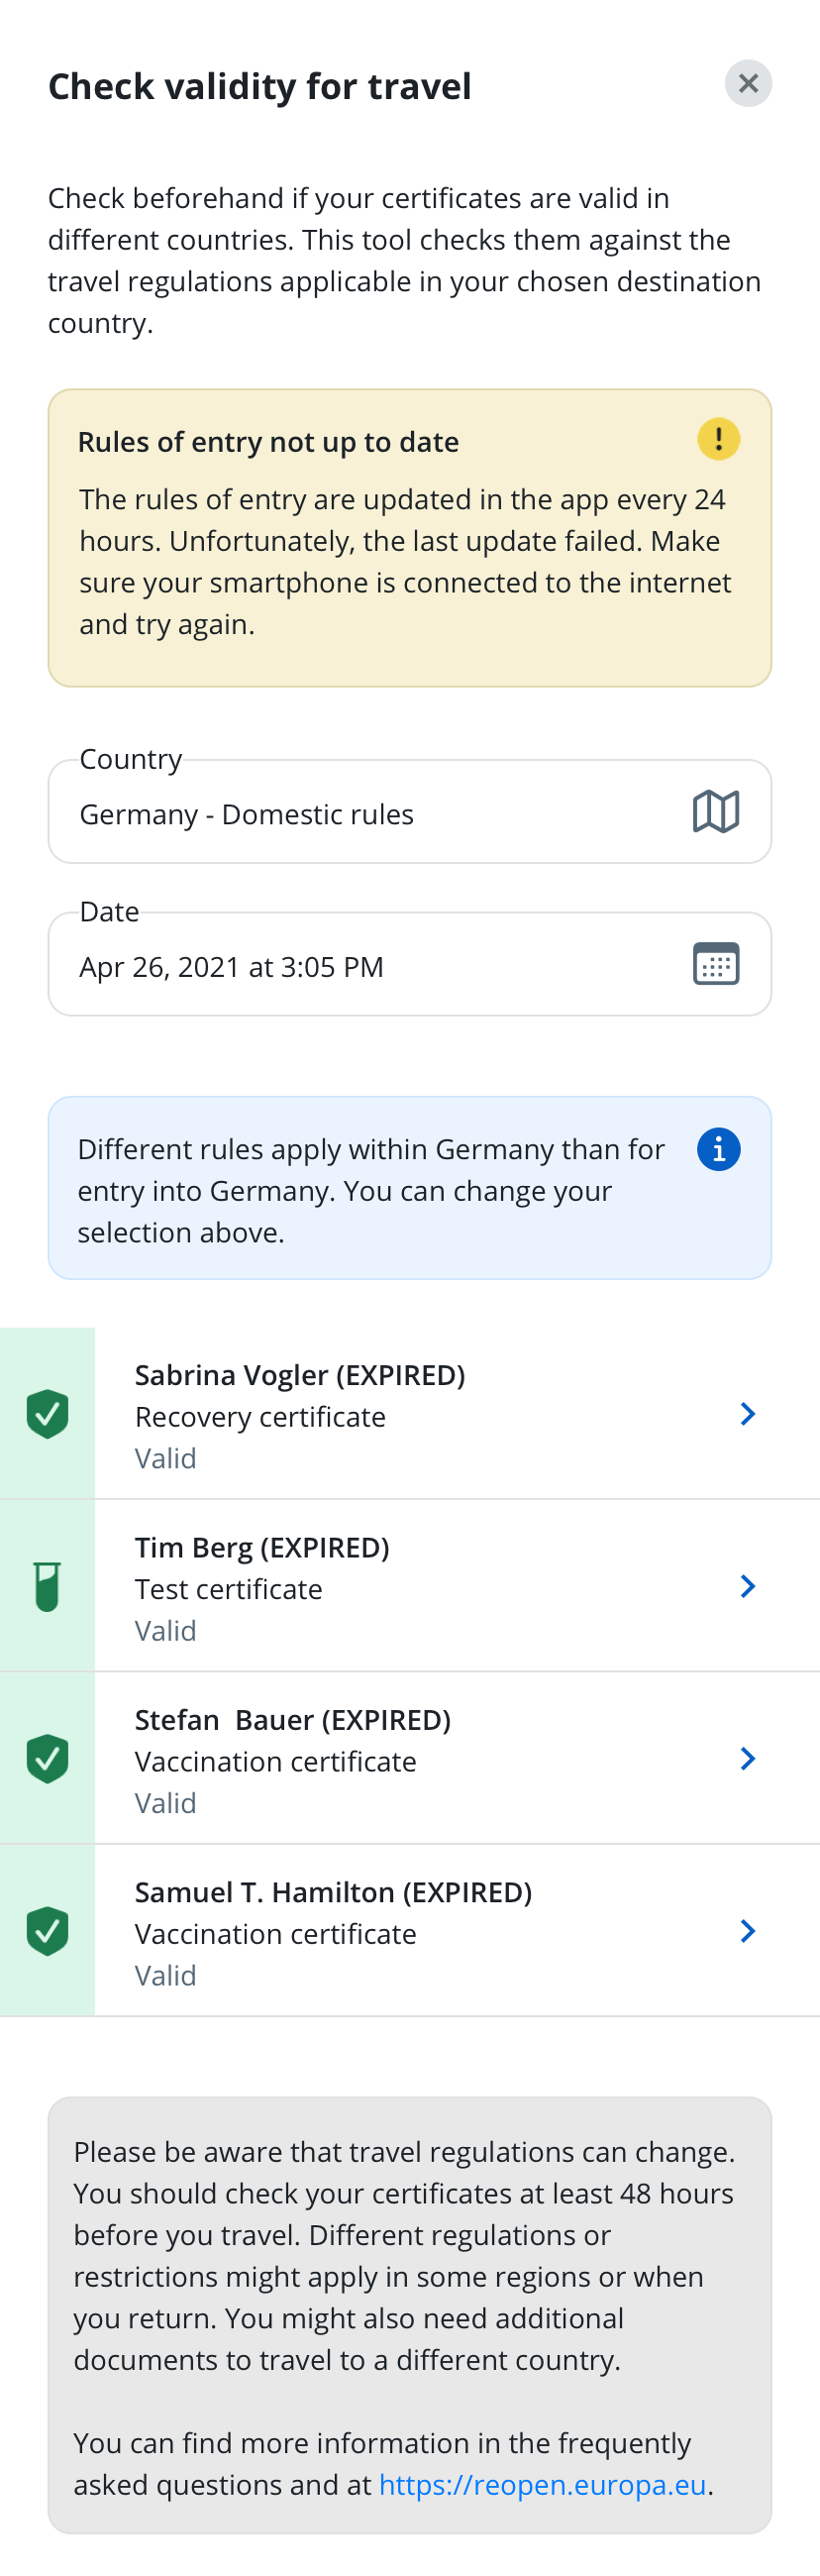 Check validity for travel
Check beforehand if your certificates are valid in
different countries. This tool checks them against the
travel regulations applicable in your chosen destination
country.
Rules of entry not up to date
The rules of entry are updated in the app every 24
hours. Unfortunately, the last update failed. Make
sure your smartphone is connected to the internet
and try again.
Country
Germany - Domestic rules
Date
Apr 26, 2021 at 3:05 PM
Different rules apply within Germany than for
entry into Germany. You can change your
selection above.
Sabrina Vogler (EXPIRED)
Recovery certificate
Valid
Tim Berg (EXPIRED)
Test certificate
Valid
Stefan  Bauer (EXPIRED)
Vaccination certificate
Valid
Samuel T. Hamilton (EXPIRED)
Vaccination certificate
Valid
Please be aware that travel regulations can change.
You should check your certificates at least 48 hours
before you travel. Different regulations or
restrictions might apply in some regions or when
you return. You might also need additional
documents to travel to a different country.
You can find more information in the frequently
asked questions and at https://reopen.europa.eu.